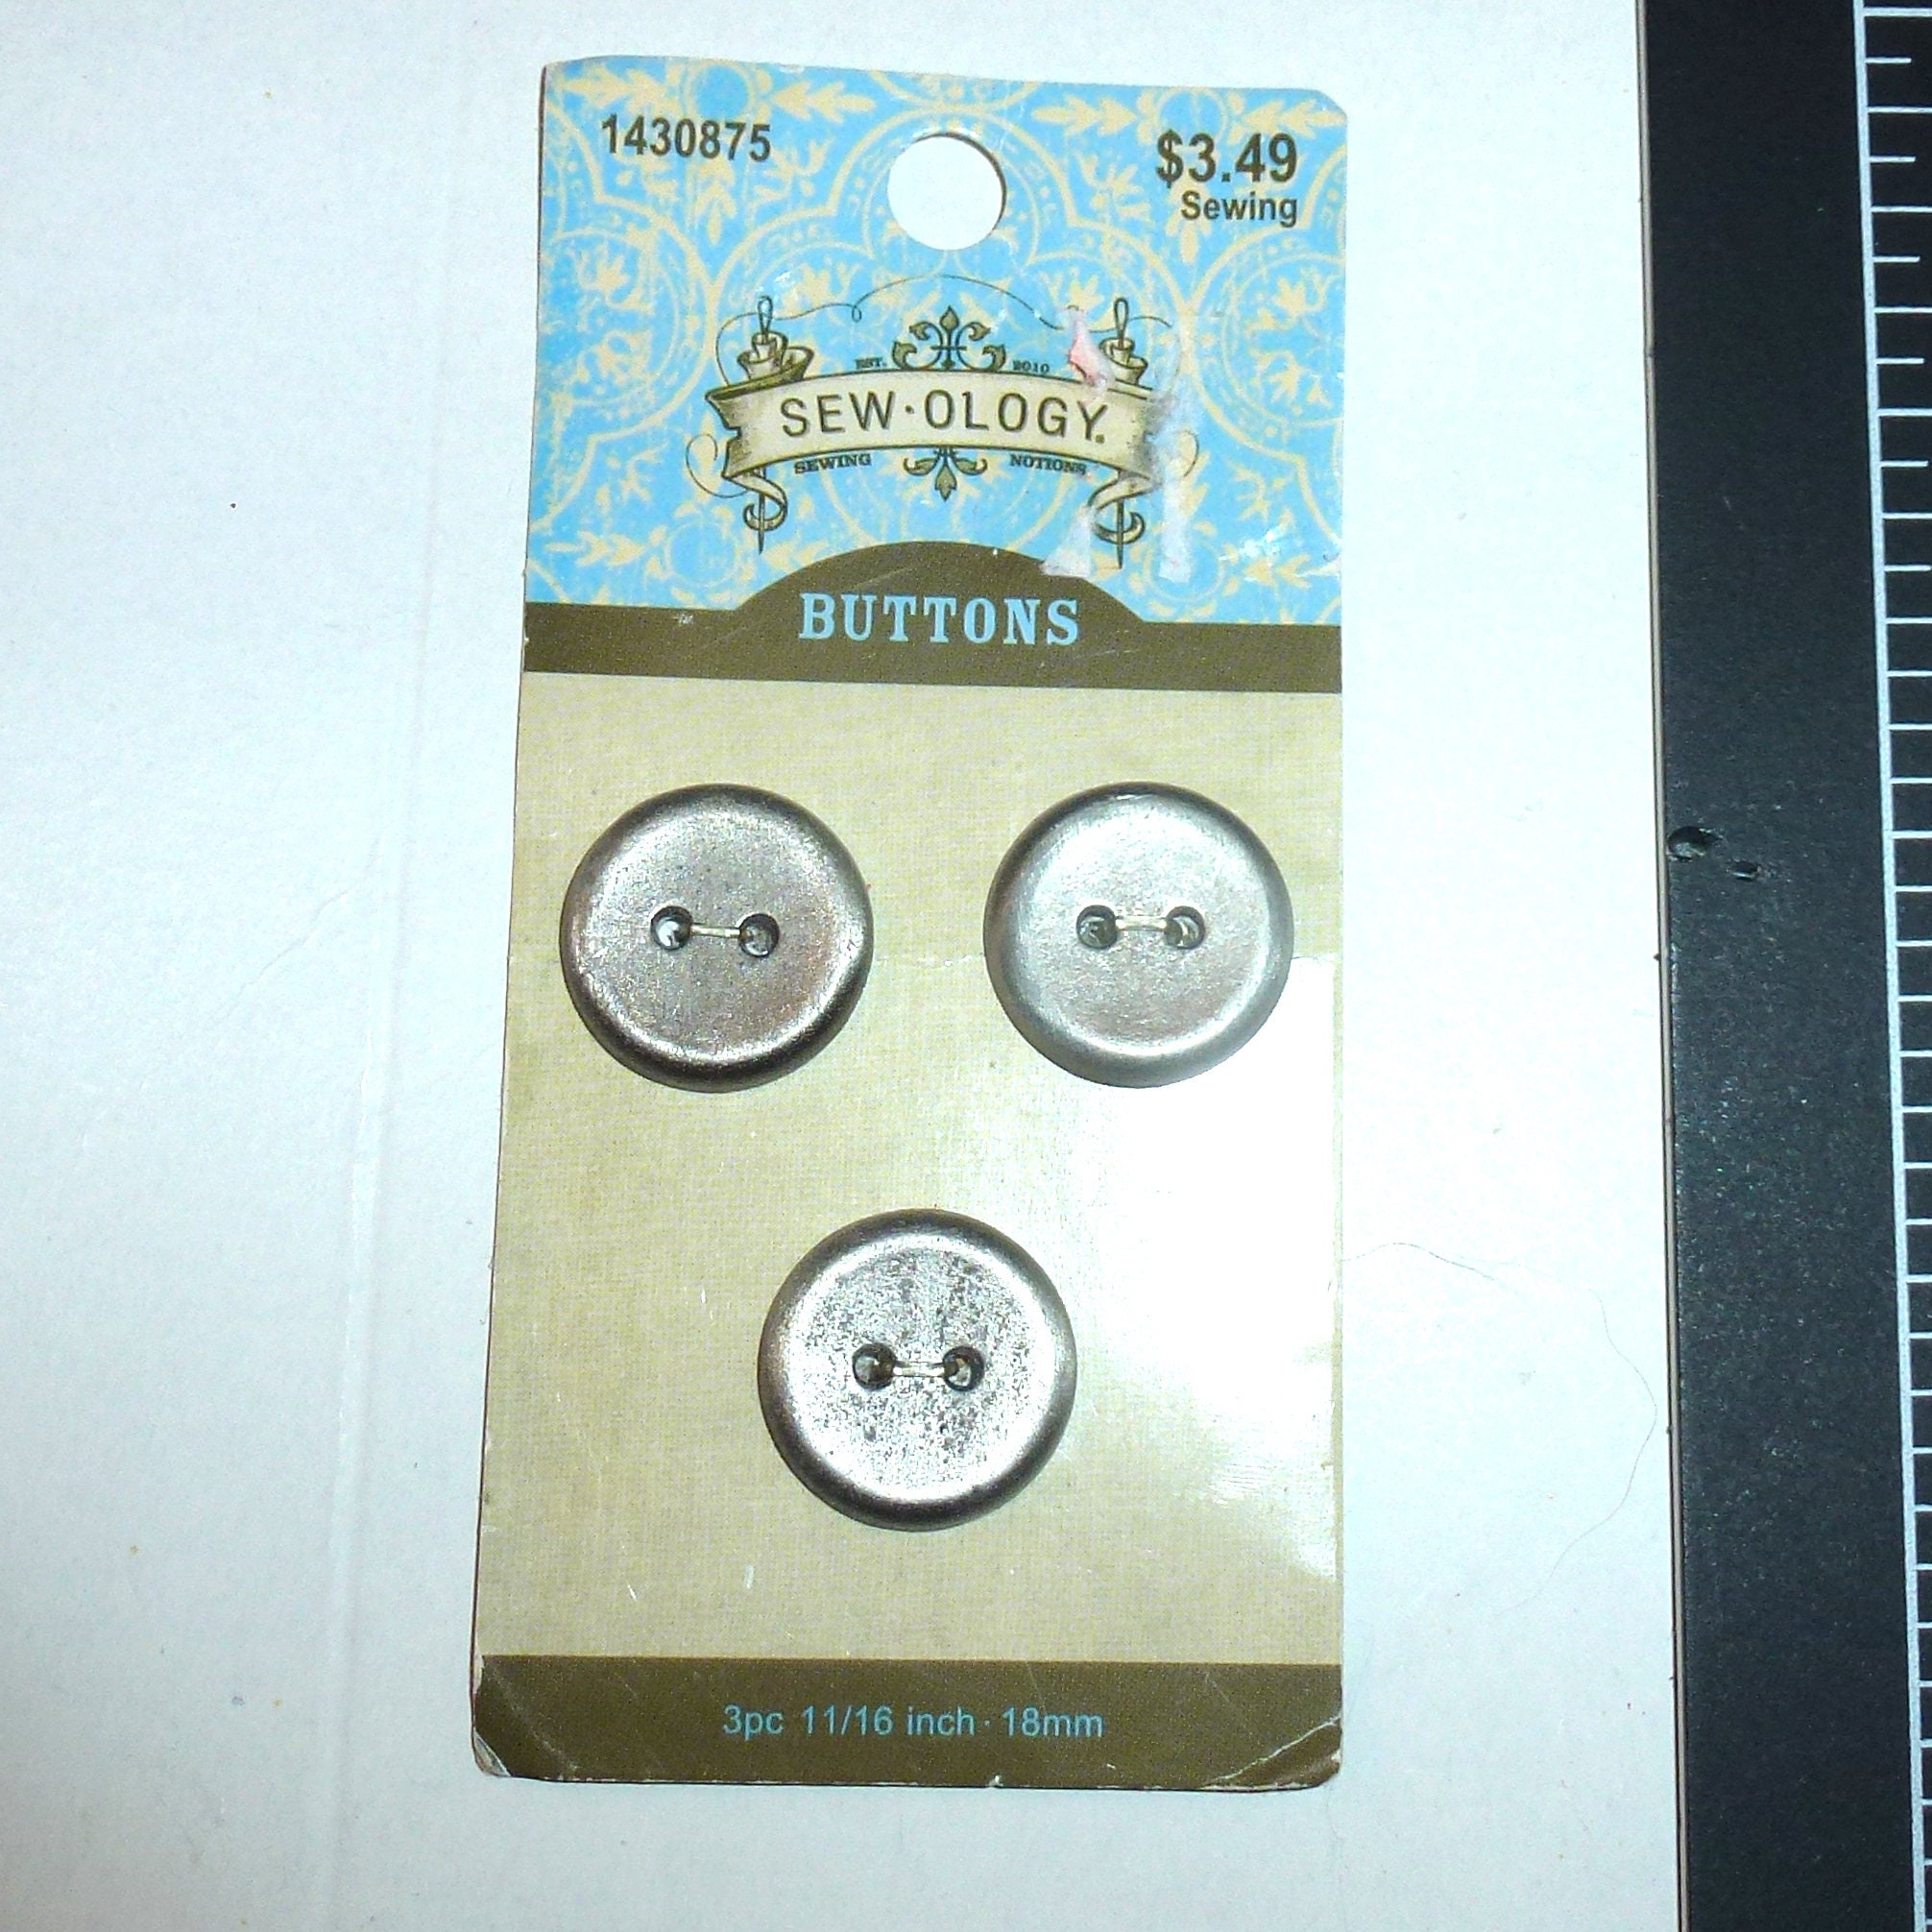 1430875
$3.49
Sewing
EST. 2010
SEW·OLOGY®
SEWING NOTIONS
BUTTONS
3pc 11/16 inch · 18mm